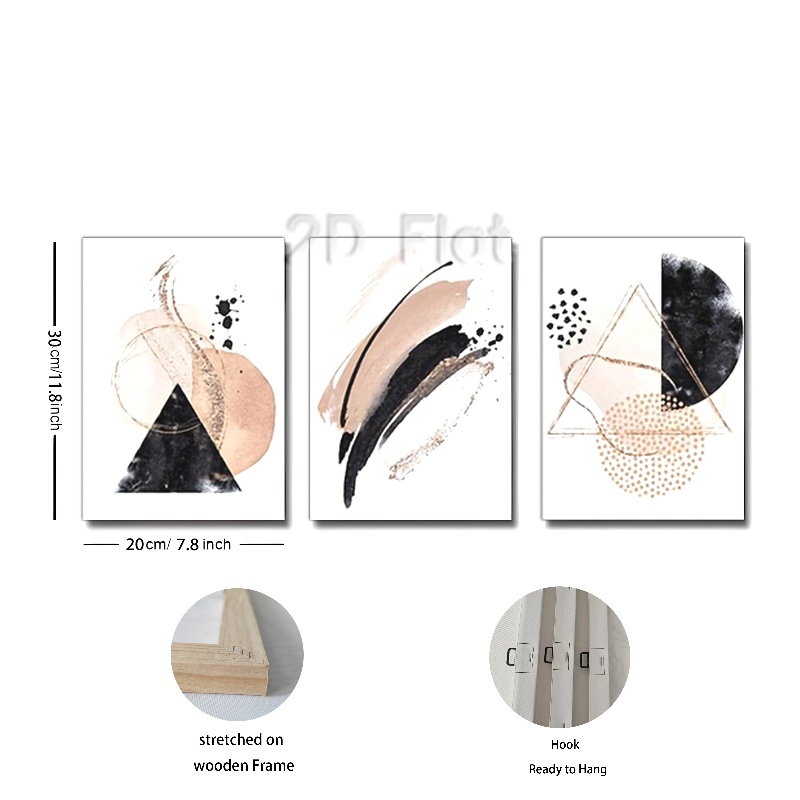 2D Flat
30cm/11.8inch
20cm/ 7.8 inch
stretched on
wooden Frame
Hook
Ready to Hang